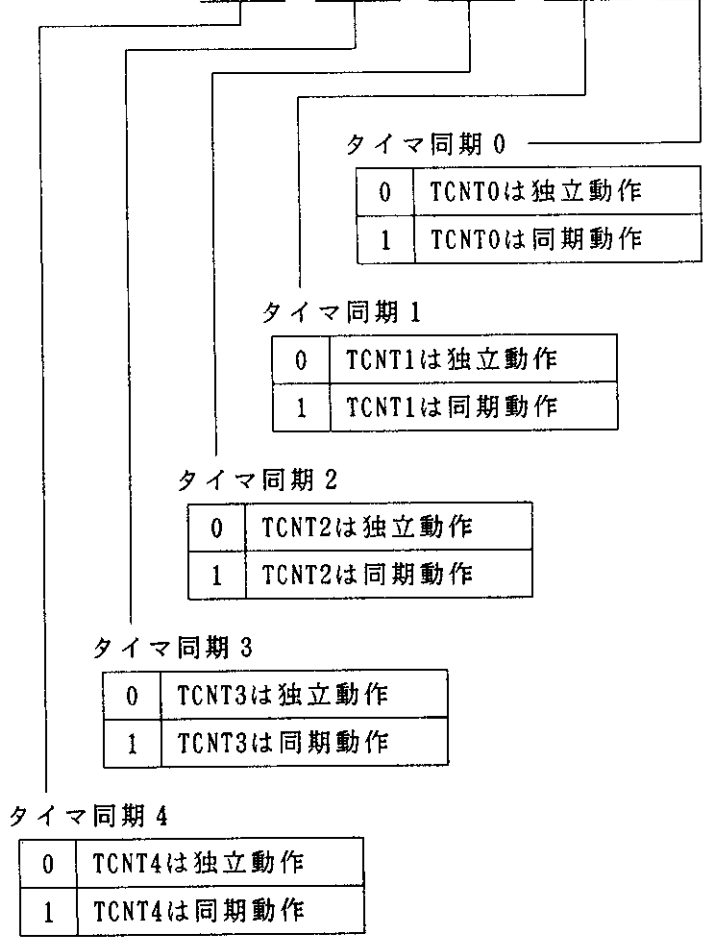 タイマ同期0
0 TCNT0は独立動作
1 TCNT0は同期動作
タイマ同期1
0 TCNT1は独立動作
1 TCNT1は同期動作
タイマ同期2
0 TCNT2は独立動作
1 TCNT2は同期動作
タイマ同期3
0 TCNT3は独立動作
1 TCNT3は同期動作
タイマ同期4
0 TCNT4は独立動作
1 TCNT4は同期動作